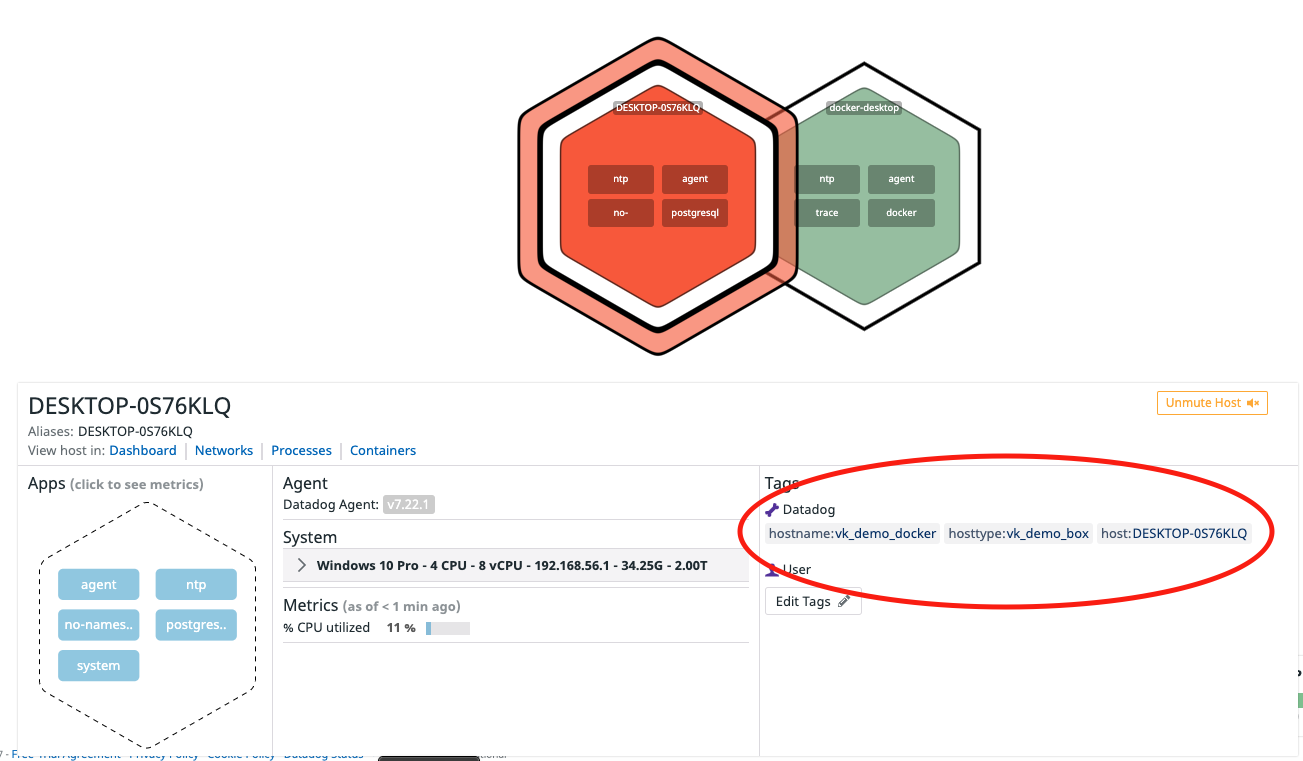 DESKTOP-0S76KLQ
docker-desktop
ntp
agent
no-
postgresql
ntp
agent
trace
docker
DESKTOP-0S76KLQ
Unmute Host
Aliases: DESKTOP-0S76KLQ
View host in: Dashboard Networks Processes Containers
Apps (click to see metrics)
agent
ntp
no-names..
postgres..
system
Agent
Datadog Agent: v7.22.1
System
Windows 10 Pro - 4 CPU - 8 vCPU - 192.168.56.1 - 34.25G - 2.00T
Metrics (as of < 1 min ago)
% CPU utilized 11 %
Tags
Datadog
hostname:vk_demo_docker hosttype:vk_demo_box host:DESKTOP-0S76KLQ
User
Edit Tags
Free Trial Agreement - Privacy Policy - Cookie Policy - Datadog Status